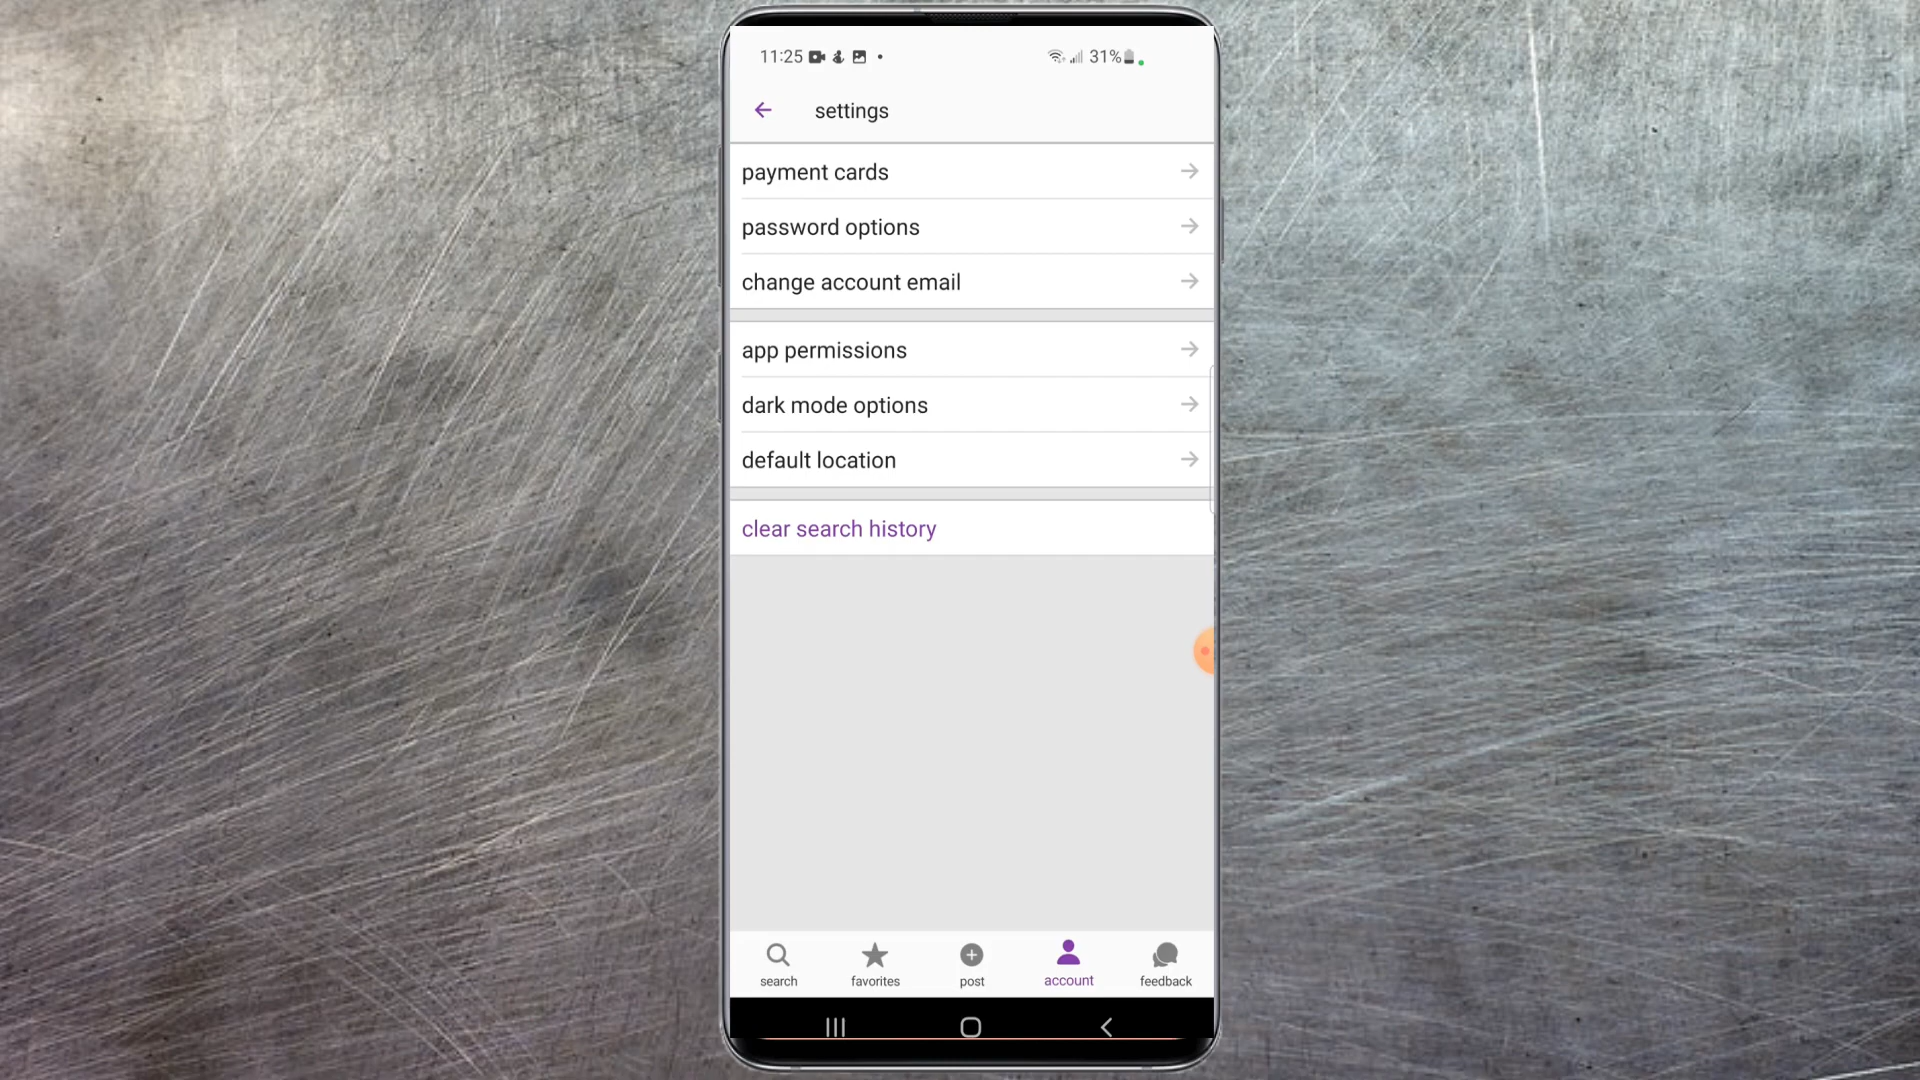 11:25 31%
settings
payment cards
password options
change account email
app permissions
dark mode options
default location
clear search history
search favorites post account feedback